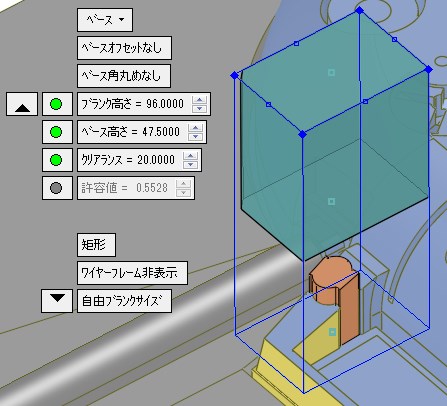 ﾍﾞｰｽ
ﾍﾞｰｽｵﾌｾｯﾄなし
ﾍﾞｰｽ角丸めなし
ﾌﾞﾗﾝｸ高さ = 96.0000
ﾍﾞｰｽ高さ = 47.5000
ｸﾘｱﾗﾝｽ = 20.0000
許容値 = 0.5528
矩形
ﾜｲﾔｰﾌﾚｰﾑ非表示
自由ﾌﾞﾗﾝｸｻｲｽﾞ